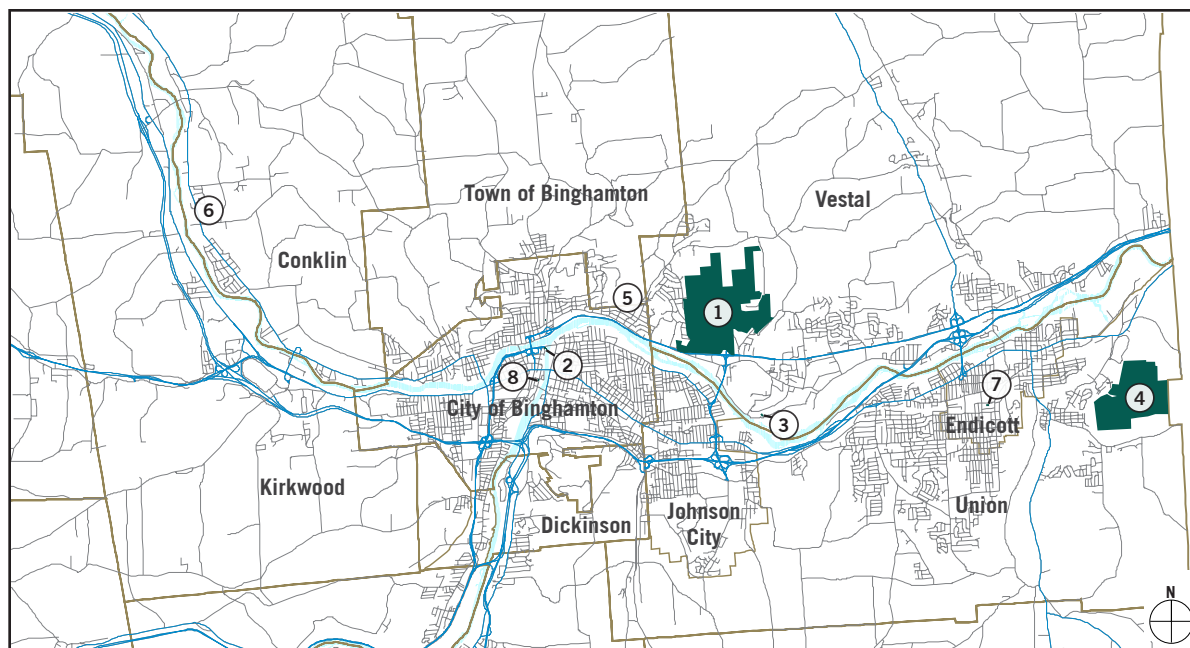 Town of Binghamton
Vestal
6
Conklin
5
1
2
8
City of Binghamton
3
7
4
Endicott
Kirkwood
Dickinson
Johnson
City
Union
N